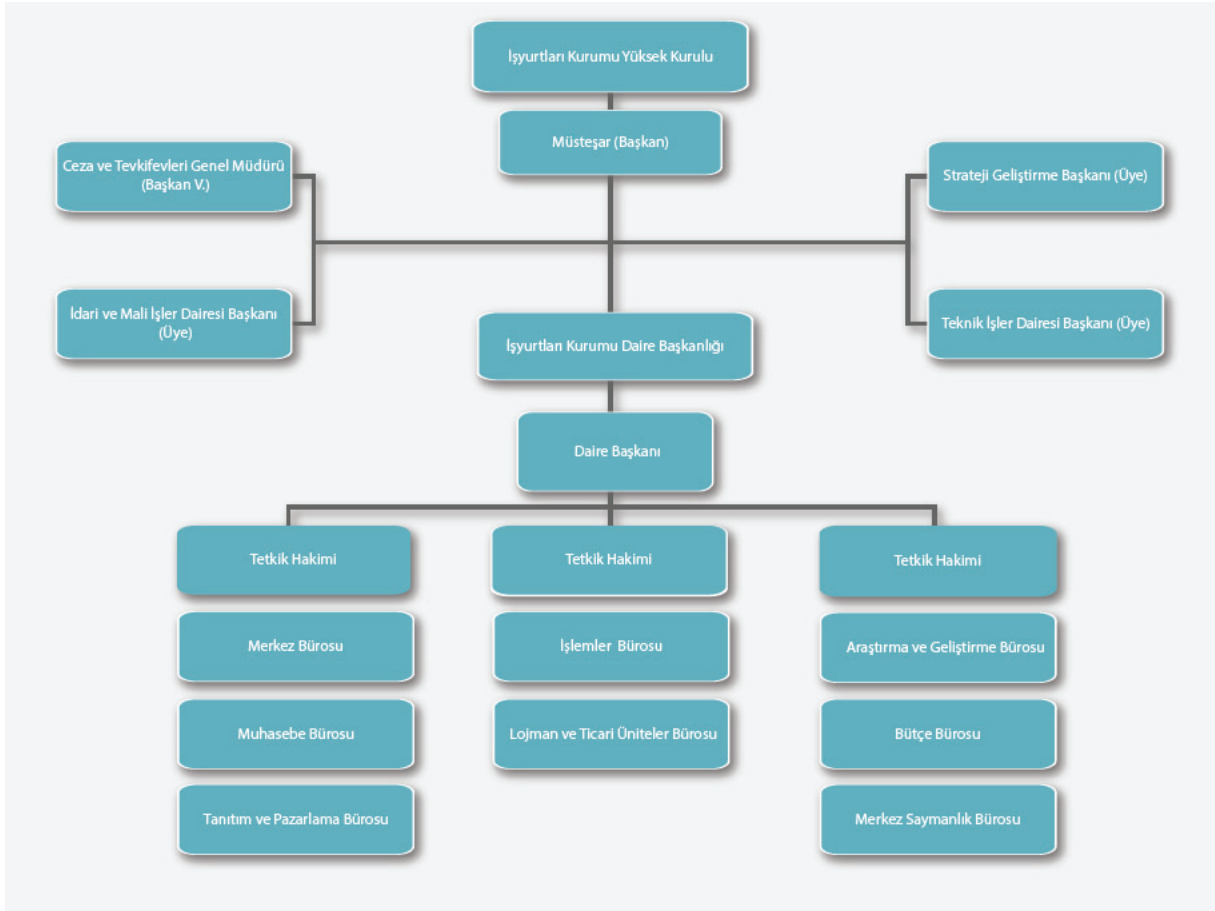 İşyurtları Kurumu Yüksek Kurulu
Müsteşar (Başkan)
Ceza ve Tevkifevleri Genel Müdürü
(Başkan V.)
Strateji Geliştirme Başkanı (Üye)
İdari ve Mali İşler Dairesi Başkanı
(Üye)
Teknik İşler Dairesi Başkanı (Üye)
İşyurtları Kurumu Daire Başkanlığı
Daire Başkanı
Tetkik Hakimi
Tetkik Hakimi
Tetkik Hakimi
Merkez Bürosu
İşlemler Bürosu
Araştırma ve Geliştirme Bürosu
Muhasebe Bürosu
Lojman ve Ticari Üniteler Bürosu
Bütçe Bürosu
Tanıtım ve Pazarlama Bürosu
Merkez Saymanlık Bürosu